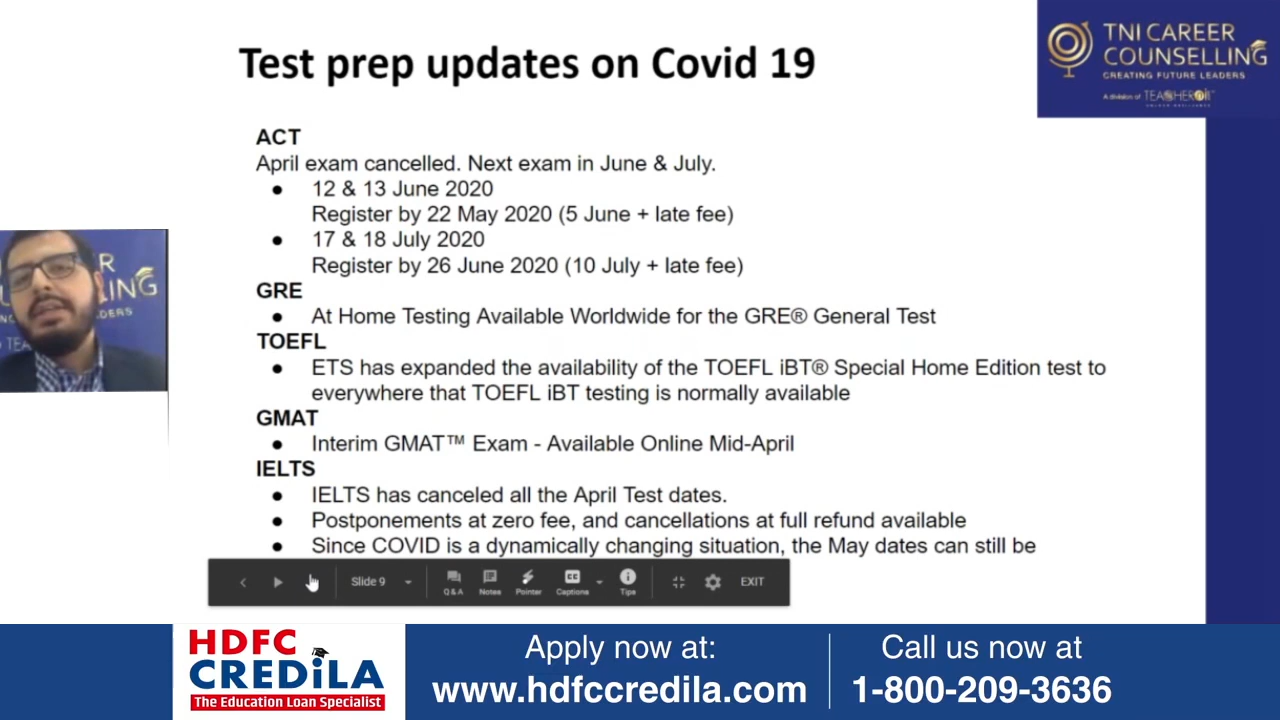 Test prep updates on Covid 19
TNI CAREER
COUNSELLING
CREATING FUTURE LEADERS
A division of TEACHEROIT
ACT
April exam cancelled. Next exam in June & July.
● 12 & 13 June 2020
Register by 22 May 2020 (5 June + late fee)
● 17 & 18 July 2020
Register by 26 June 2020 (10 July + late fee)
GRE
● At Home Testing Available Worldwide for the GRE® General Test
TOEFL
● ETS has expanded the availability of the TOEFL iBT® Special Home Edition test to
everywhere that TOEFL iBT testing is normally available
GMAT
● Interim GMAT™ Exam - Available Online Mid-April
IELTS
● IELTS has canceled all the April Test dates.
● Postponements at zero fee, and cancellations at full refund available
● Since COVID is a dynamically changing situation, the May dates can still be
Slide 9
Q&A
Notes
Pointer
CC
Captions
Tips
EXIT
HDFC
CREDiLA
The Education Loan Specialist
Apply now at:
www.hdfccredila.com
Call us now at
1-800-209-3636